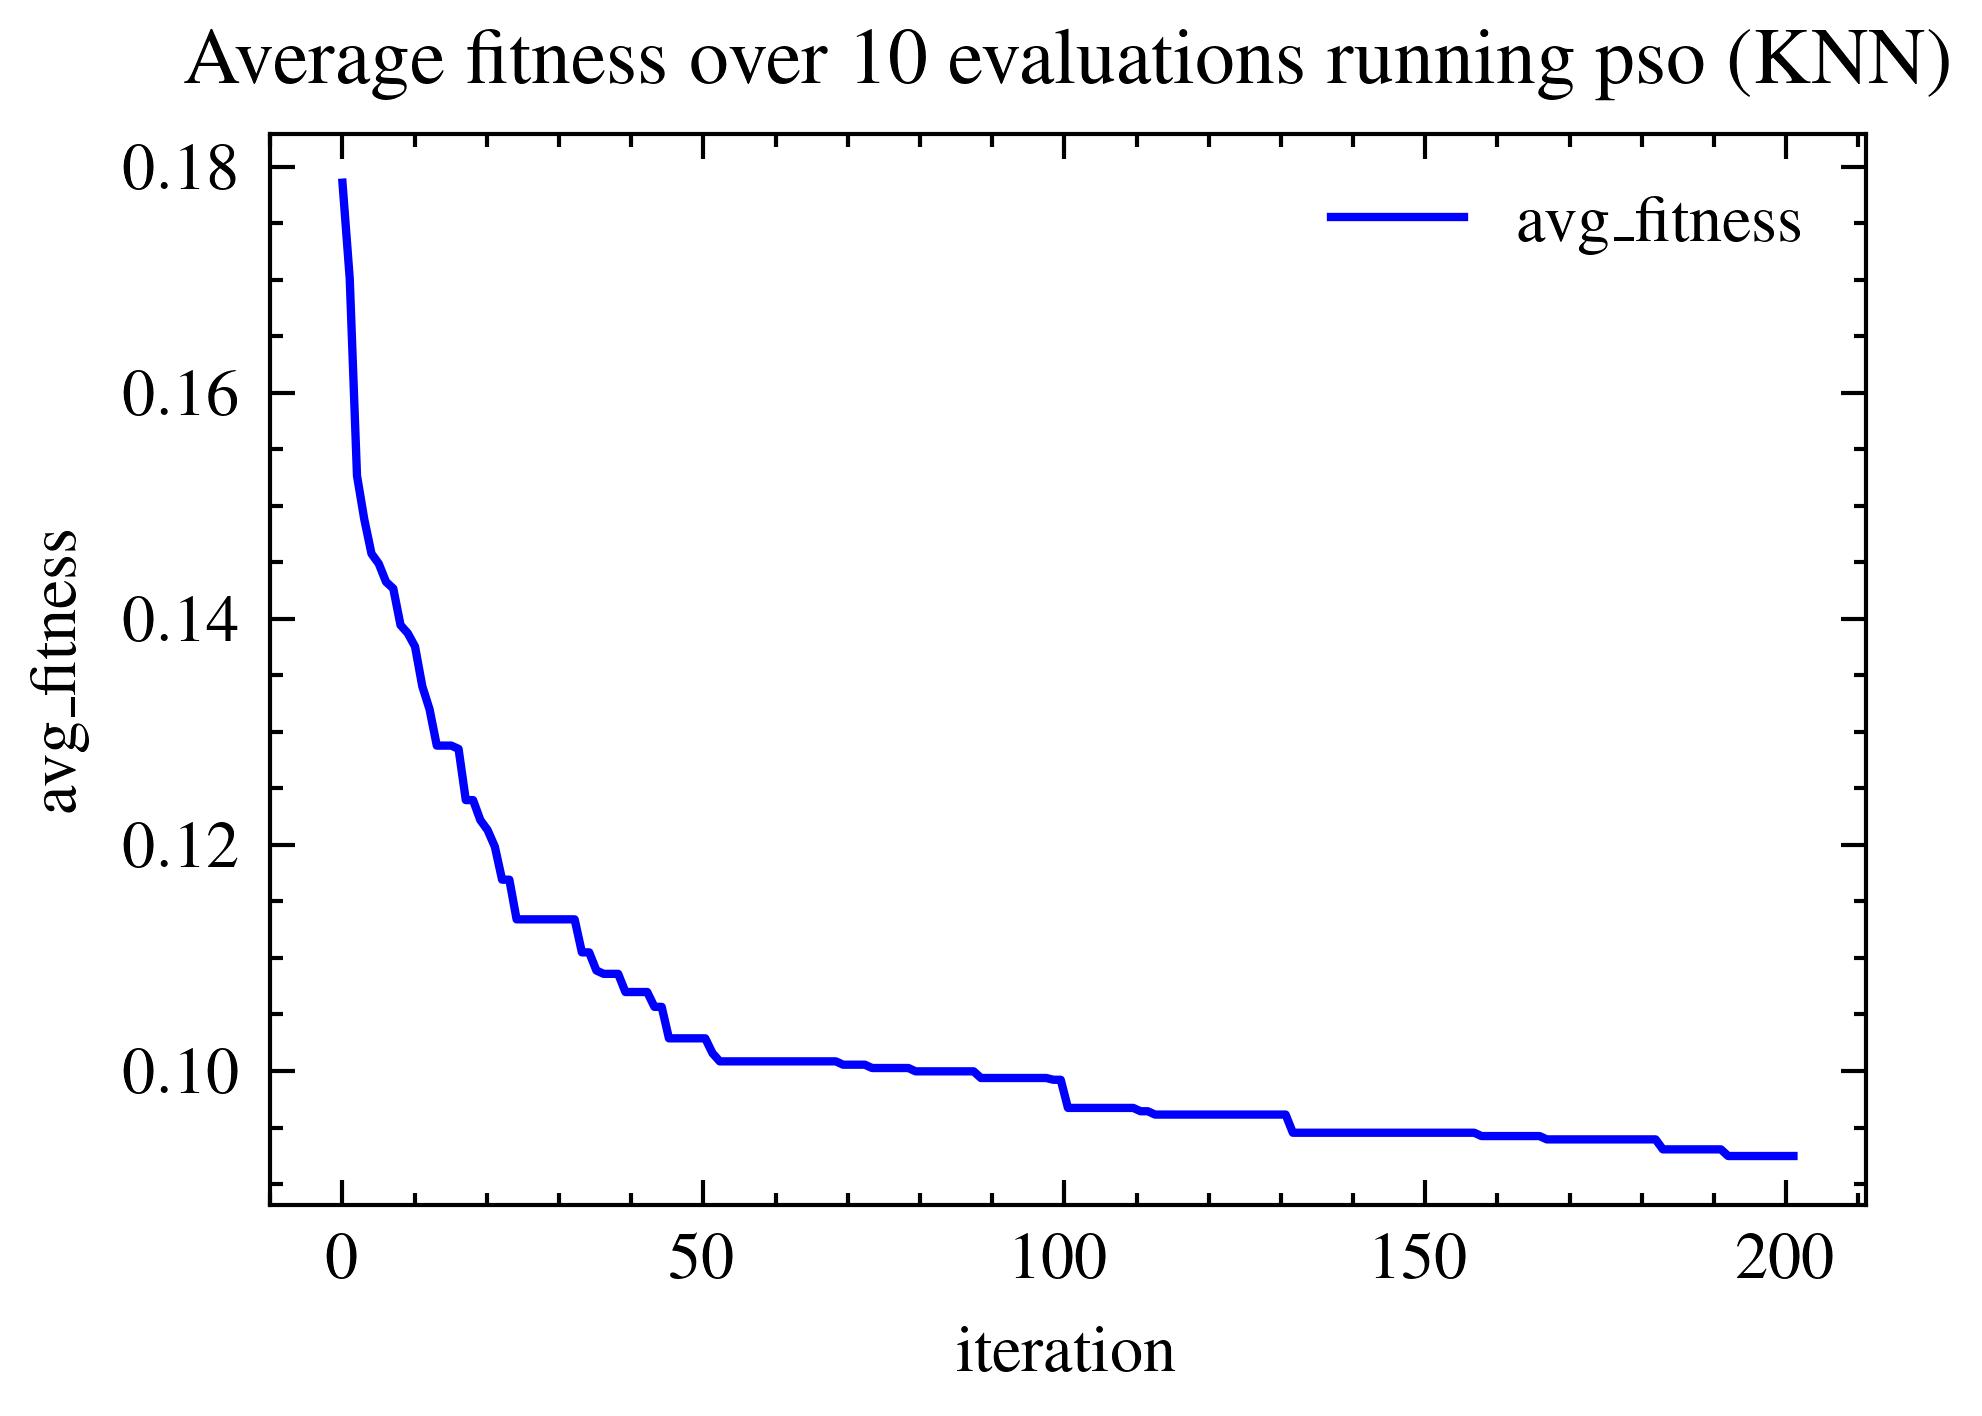 Average fitness over 10 evaluations running pso (KNN)
0.18
avg_fitness
0.16
0.14
0.12
0.10
avg_fitness
0 50 100 150 200
iteration